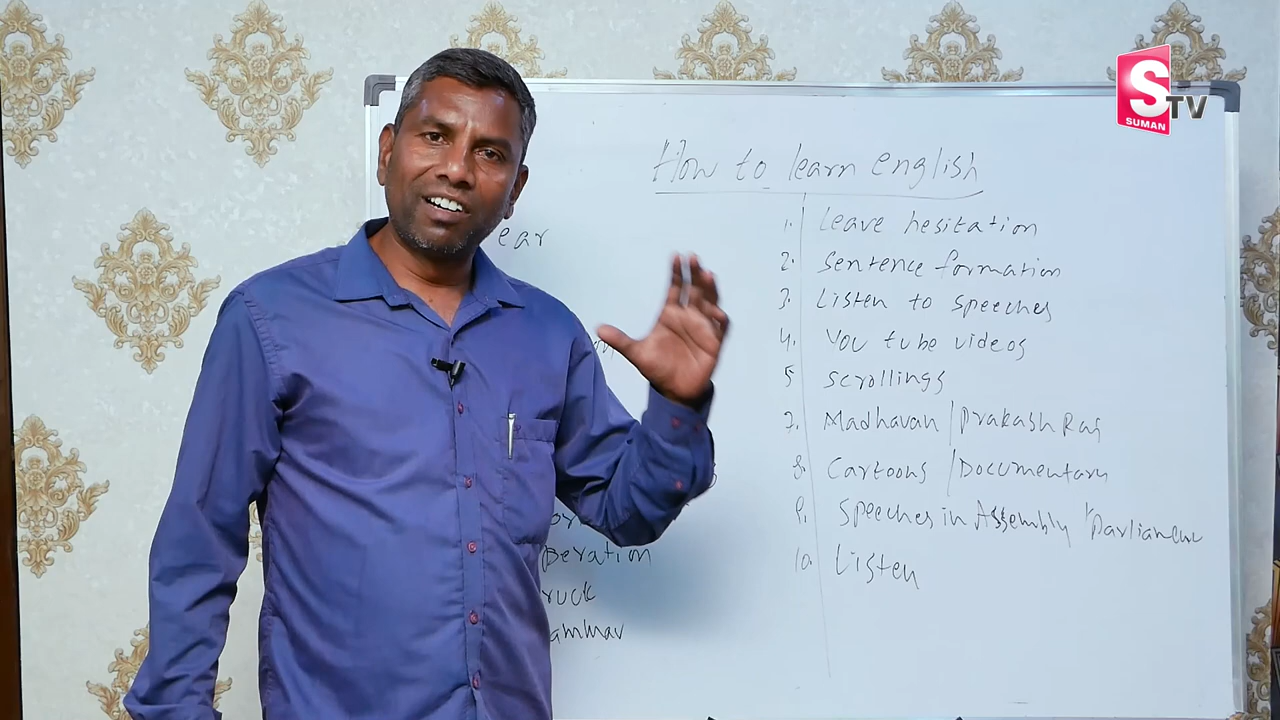 S TV
SUMAN
How to learn english
ear
1. Leave hesitation
2. Sentence formation
3. Listen to speeches
4. You tube videos
5 Scrollings
7. Madhavan / Prakash Raj
8. Cartoons / Documentary
9. Speeches in Assembly Parliament
10. Listen
peration
ruck
ammar